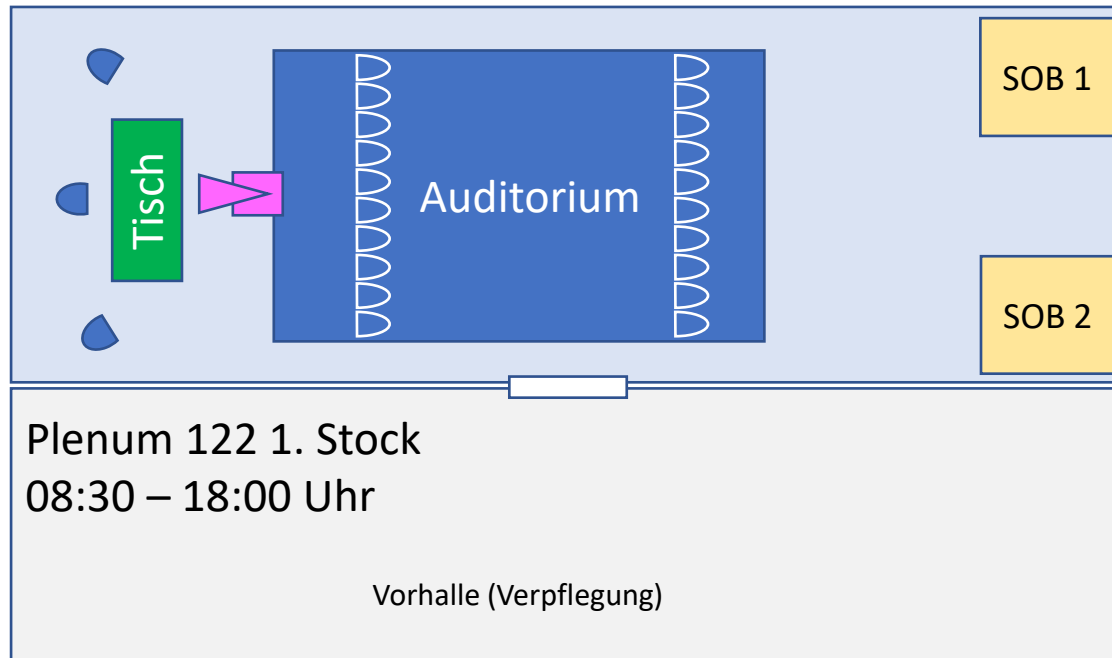 SOB 1
Tisch
Auditorium
SOB 2
Plenum 122 1. Stock
08:30 – 18:00 Uhr
Vorhalle (Verpflegung)